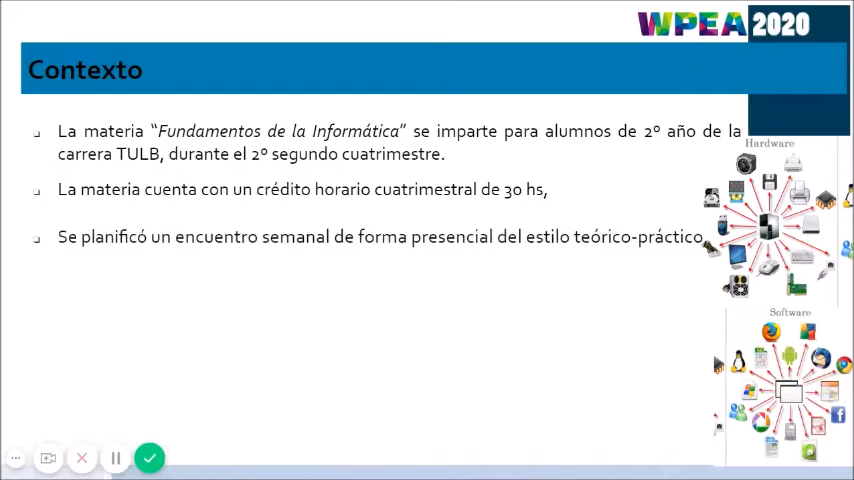 WPEA 2020
Contexto
La materia “Fundamentos de la Informática” se imparte para alumnos de 2º año de la
carrera TULB, durante el 2º segundo cuatrimestre.
La materia cuenta con un crédito horario cuatrimestral de 30 hs,
Se planificó un encuentro semanal de forma presencial del estilo teórico-práctico
Hardware
Software